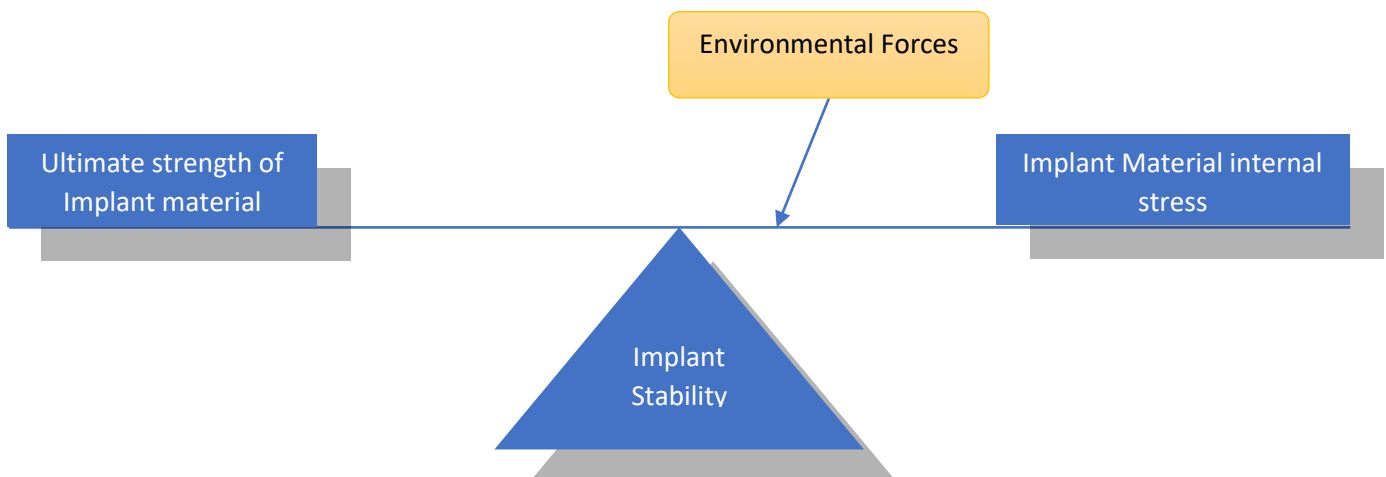 Environmental Forces
Ultimate strength of
Implant material
Implant Material internal
stress
Implant
Stability